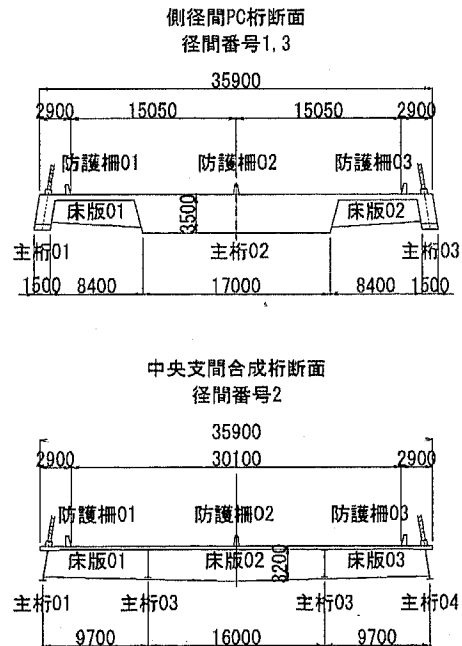 側径間PC桁断面
径間番号1,3
35900
2900 15050 15050 2900
防護柵01 防護柵02 防護柵03
床版01 3500 床版02
主桁01 主桁02 主桁03
1500 8400 17000 8400 1500
中央支間合成桁断面
径間番号2
35900
2900 30100 2900
防護柵01 防護柵02 防護柵03
床版01 床版02 3200 床版03
主桁01 主桁03 主桁03 主桁04
9700 16000 9700